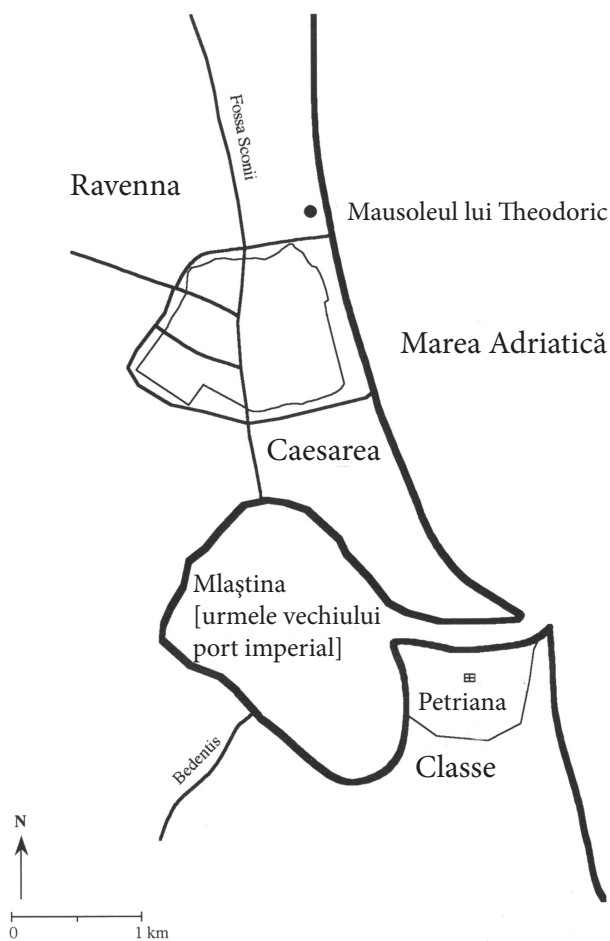 Fossa Sconii
Ravenna
Mausoleul lui Theodoric
Marea Adriatică
Caesarea
Mlaştina
[urmele vechiului
port imperial]
Petriana
Bedentis
Classe
N
0 1 km